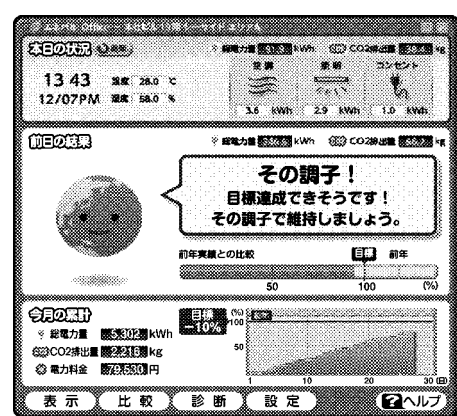 本日の状況
総電力量 kWh CO2排出量 kg
空調 照明 コンセント
13 43 温度 28.0 ℃
12/07PM 湿度 58.0 %
3.6 kWh 2.9 kWh 1.0 kWh
前日の結果
総電力量 kWh CO2排出量 kg
その調子！
目標達成できそうです！
その調子で維持しましょう。
前年実績との比較 目標 前年
50 100 (%)
今月の累計
総電力量 5,302 kWh
CO2排出量 2,218 kg
電力料金 79,530 円
目標
-10%
(%)
100
50
1 10 20 30 (日)
表示 比較 診断 設定 ?ヘルプ